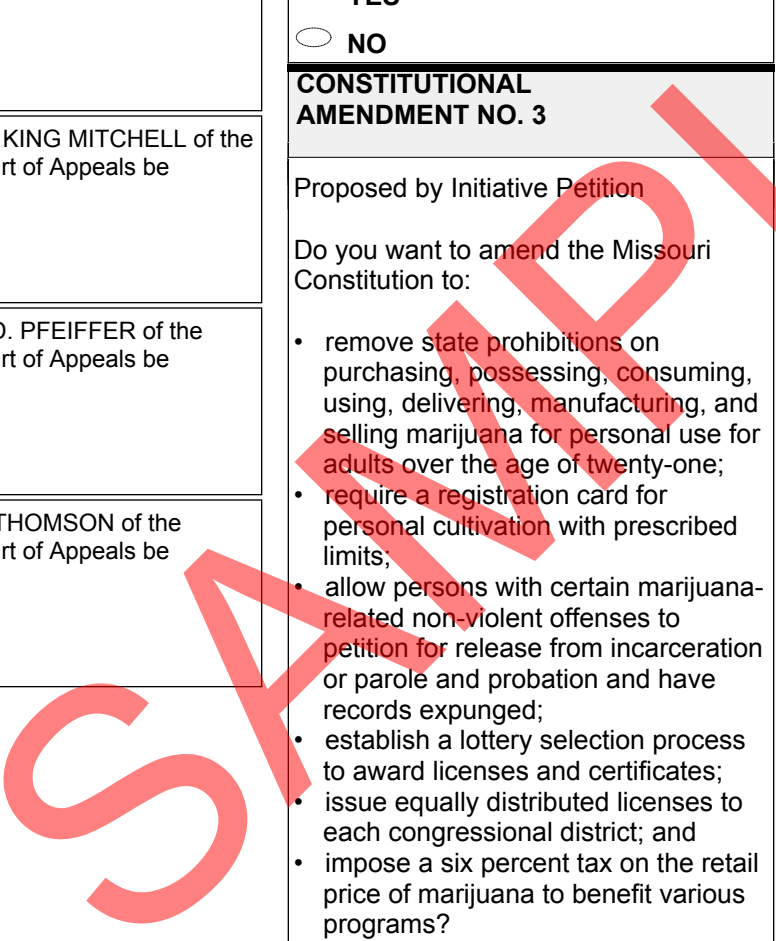 KING MITCHELL of the
rt of Appeals be
PFEIFFER of the
rt of Appeals be
THOMSON of the
rt of Appeals be
YES
NO
CONSTITUTIONAL
AMENDMENT NO. 3
Proposed by Initiative Petition
Do you want to amend the Missouri
Constitution to:
• remove state prohibitions on
purchasing, possessing, consuming,
using, delivering, manufacturing, and
selling marijuana for personal use for
adults over the age of twenty-one;
• require a registration card for
personal cultivation with prescribed
limits;
• allow persons with certain marijuana-
related non-violent offenses to
petition for release from incarceration
or parole and probation and have
records expunged;
• establish a lottery selection process
to award licenses and certificates;
• issue equally distributed licenses to
each congressional district; and
• impose a six percent tax on the retail
price of marijuana to benefit various
programs?
SAMPL